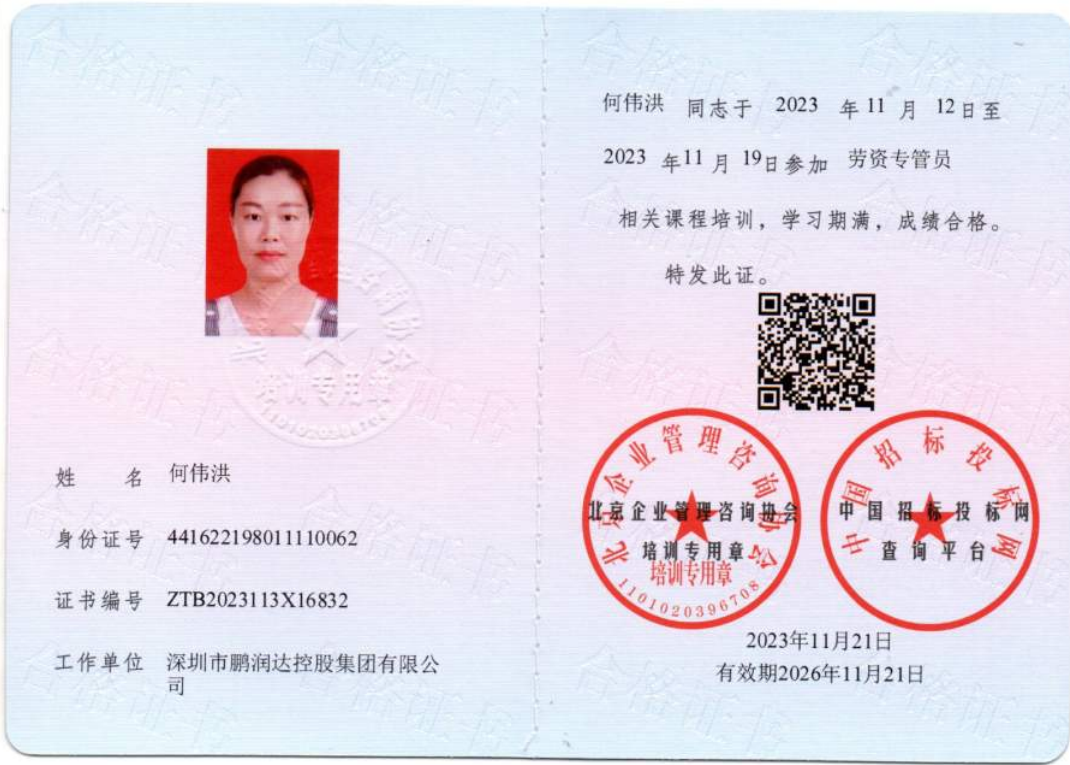 姓 名 何伟洪
身份证号 441622198011110062
证书编号 ZTB2023113X16832
工作单位 深圳市鹏润达控股集团有限公
司
何伟洪 同志于 2023 年 11 月 12 日至
2023 年 11 月 19 日参加 劳资专管员
相关课程培训，学习期满，成绩合格。
特发此证。
北京企业管理咨询协会
北京企业管理咨询协会
培训专用章
培训专用章
1101020396708
中国招标投标网
中国招标投标网
查询平台
2023年11月21日
有效期2026年11月21日
合格证书
培训专用章